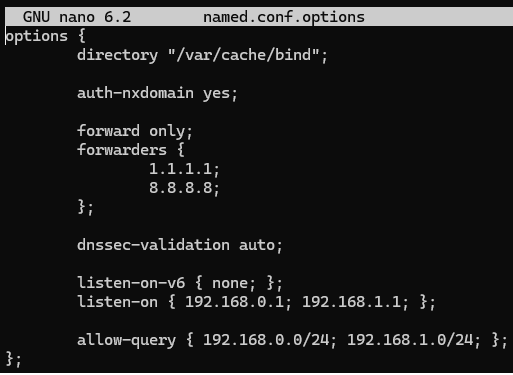 GNU nano 6.2 named.conf.options
options {
directory "/var/cache/bind";
auth-nxdomain yes;
forward only;
forwarders {
1.1.1.1;
8.8.8.8;
};
dnssec-validation auto;
listen-on-v6 { none; };
listen-on { 192.168.0.1; 192.168.1.1; };
allow-query { 192.168.0.0/24; 192.168.1.0/24; };
};